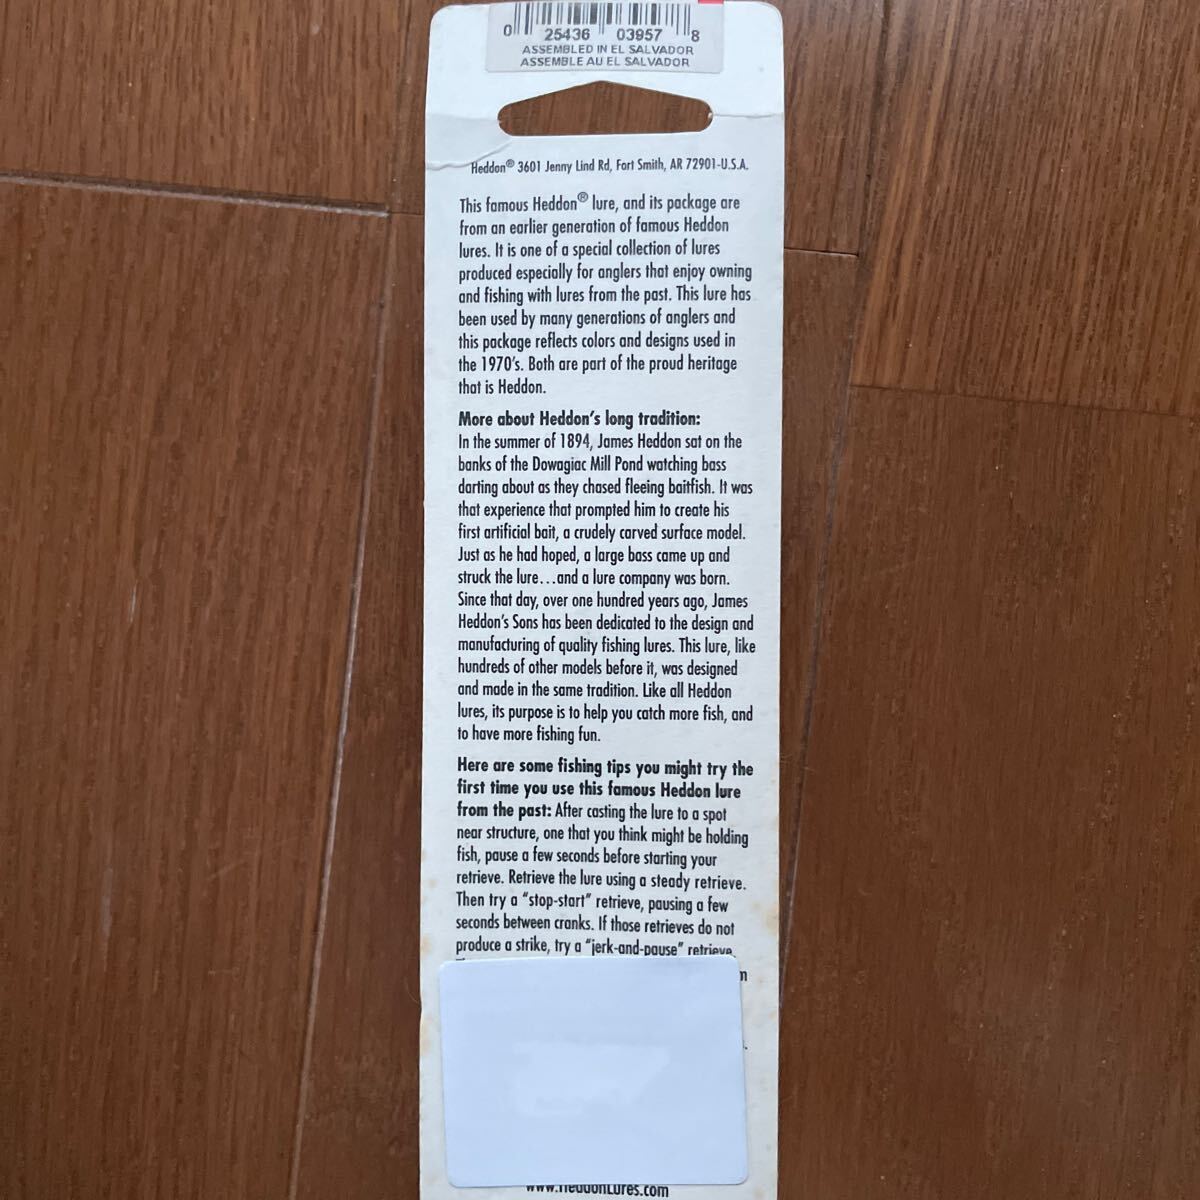 0 25436 03957 8
ASSEMBLED IN EL SALVADOR
ASSEMBLE AU EL SALVADOR
Heddon® 3601 Jenny Lind Rd, Fort Smith, AR 72901-U.S.A.
This famous Heddon® lure, and its package are
from an earlier generation of famous Heddon
lures. It is one of a special collection of lures
produced especially for anglers that enjoy owning
and fishing with lures from the past. This lure has
been used by many generations of anglers and
this package reflects colors and designs used in
the 1970's. Both are part of the proud heritage
that is Heddon.
More about Heddon's long tradition:
In the summer of 1894, James Heddon sat on the
banks of the Dowagiac Mill Pond watching bass
darting about as they chased fleeing baitfish. It was
that experience that prompted him to create his
first artificial bait, a crudely carved surface model.
Just as he had hoped, a large bass came up and
struck the lure...and a lure company was born.
Since that day, over one hundred years ago, James
Heddon's Sons has been dedicated to the design and
manufacturing of quality fishing lures. This lure, like
hundreds of other models before it, was designed
and made in the same tradition. Like all Heddon
lures, its purpose is to help you catch more fish, and
to have more fishing fun.
Here are some fishing tips you might try the
first time you use this famous Heddon lure
from the past: After casting the lure to a spot
near structure, one that you think might be holding
fish, pause a few seconds before starting your
retrieve. Retrieve the lure using a steady retrieve.
Then try a "stop-start" retrieve, pausing a few
seconds between cranks. If those retrieves do not
produce a strike, try a "jerk-and-pause" retrieve.
www.HeddonLures.com